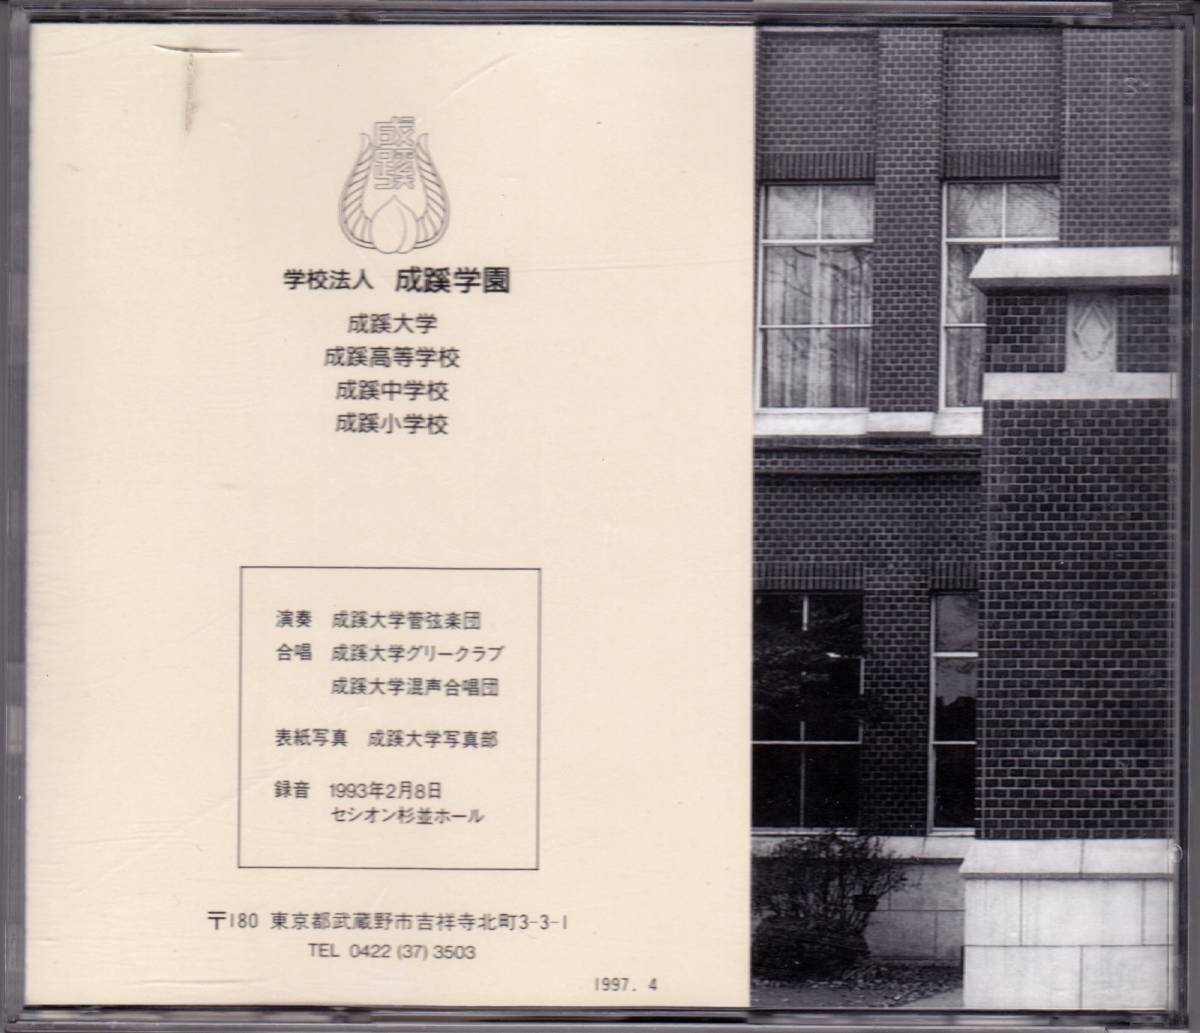 成蹊
学校法人 成蹊学園
成蹊大学
成蹊高等学校
成蹊中学校
成蹊小学校
演奏 成蹊大学管弦楽団
合唱 成蹊大学グリークラブ
成蹊大学混声合唱団
表紙写真 成蹊大学写真部
録音 1993年2月8日
セシオン杉並ホール
〒180 東京都武蔵野市吉祥寺北町3-3-1
TEL 0422 (37) 3503
1997. 4